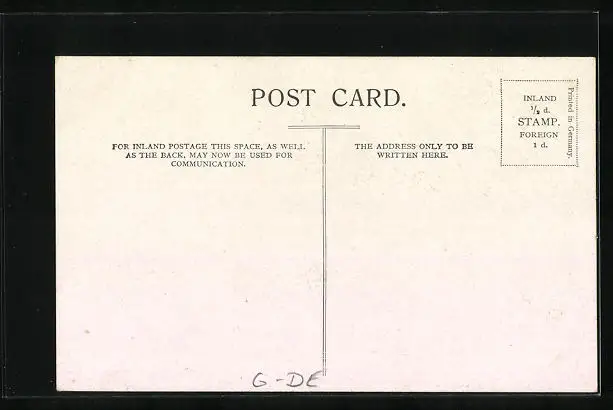 POST CARD.
FOR INLAND POSTAGE THIS SPACE, AS WELL
AS THE BACK, MAY NOW BE USED FOR
COMMUNICATION.
THE ADDRESS ONLY TO BE
WRITTEN HERE.
INLAND
½ d.
STAMP.
FOREIGN
1 d.
Printed in Germany.
G-DE